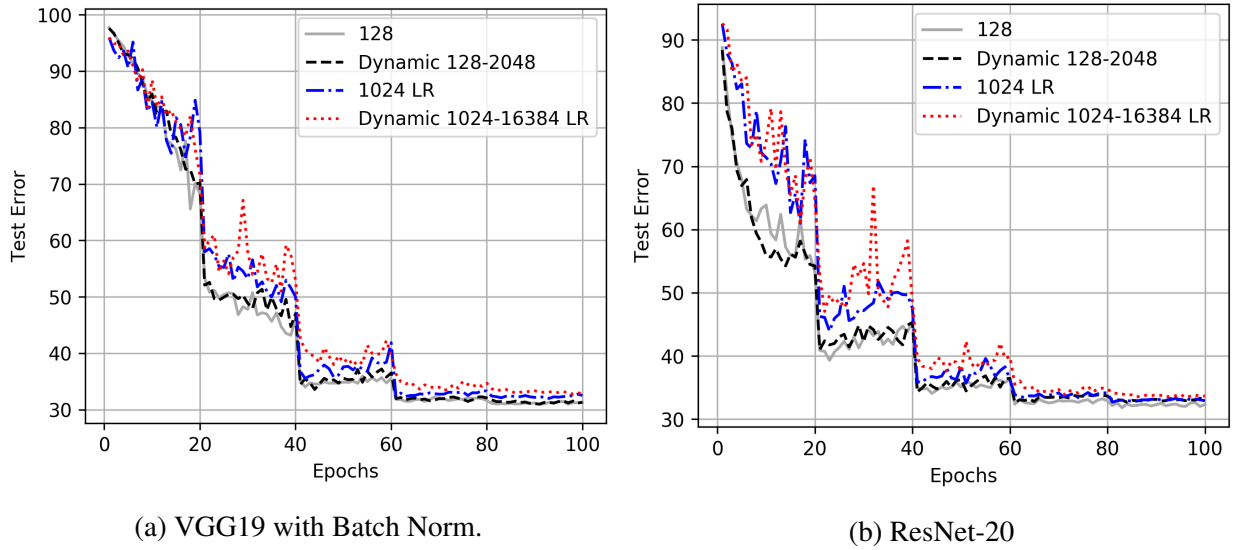 100
90
80
70
60
50
40
30
0 20 40 60 80 100
Test Error
Epochs
128
Dynamic 128-2048
1024 LR
Dynamic 1024-16384 LR
(a) VGG19 with Batch Norm.
90
80
70
60
50
40
30
0 20 40 60 80 100
Test Error
Epochs
128
Dynamic 128-2048
1024 LR
Dynamic 1024-16384 LR
(b) ResNet-20